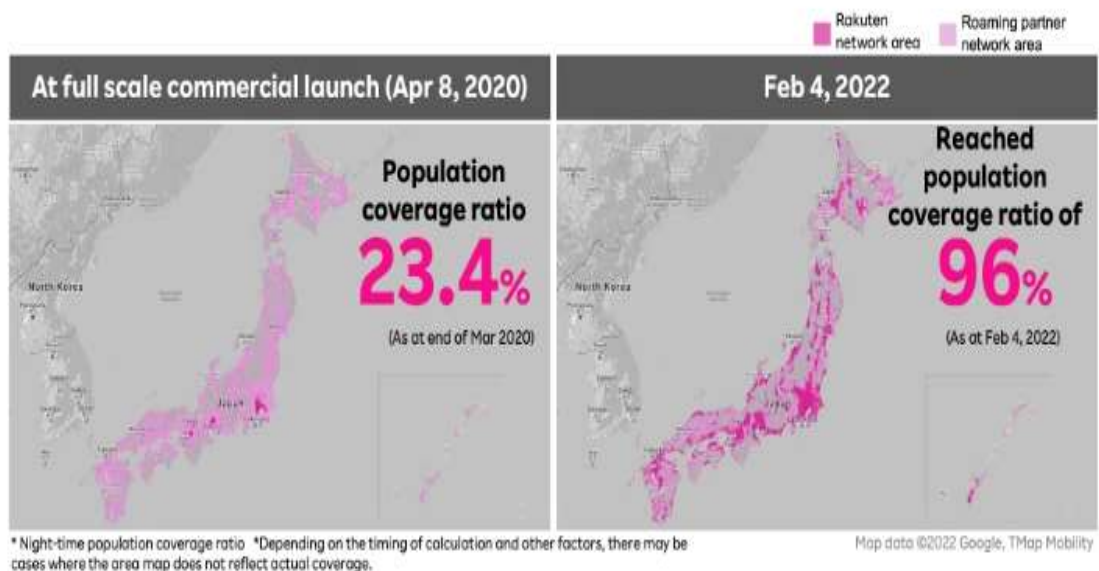 Rakuten
network area
Roaming partner
network area
At full scale commercial launch (Apr 8, 2020)
Feb 4, 2022
Population
coverage ratio
23.4%
(As at end of Mar 2020)
North Korea
Japan
Reached
population
coverage ratio of
96%
(As at Feb 4, 2022)
North Korea
Japan
* Night-time population coverage ratio *Depending on the timing of calculation and other factors, there may be
cases where the area map does not reflect actual coverage.
Map data ©2022 Google, TMap Mobility